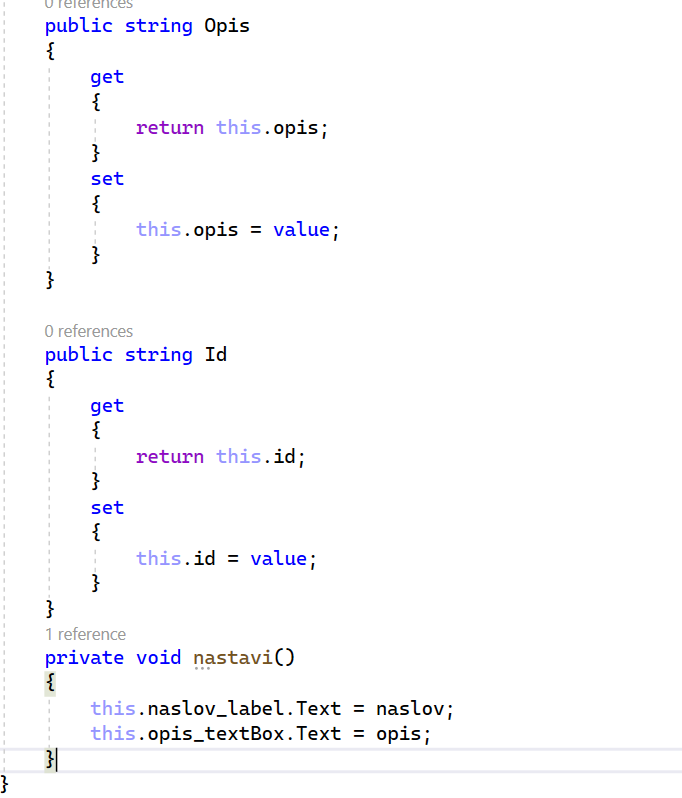 0 references
public string Opis
{
get
{
return this.opis;
}
set
{
this.opis = value;
}
}
0 references
public string Id
{
get
{
return this.id;
}
set
{
this.id = value;
}
}
1 reference
private void nastavi()
{
this.naslov_label.Text = naslov;
this.opis_textBox.Text = opis;
}
}